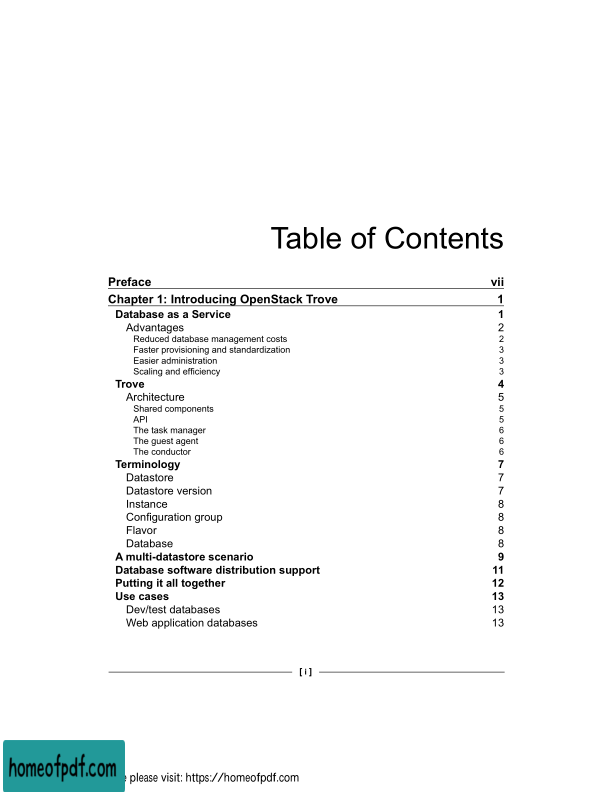 Table of Contents
Preface vii
Chapter 1: Introducing OpenStack Trove 1
Database as a Service 1
Advantages 2
Reduced database management costs 2
Faster provisioning and standardization 3
Easier administration 3
Scaling and efficiency 3
Trove 4
Architecture 5
Shared components 5
API 5
The task manager 6
The guest agent 6
The conductor 6
Terminology 7
Datastore 7
Datastore version 7
Instance 8
Configuration group 8
Flavor 8
Database 8
A multi-datastore scenario 9
Database software distribution support 11
Putting it all together 12
Use cases 13
Dev/test databases 13
Web application databases 13
[ i ]
homeofpdf.com
please visit: https://homeofpdf.com